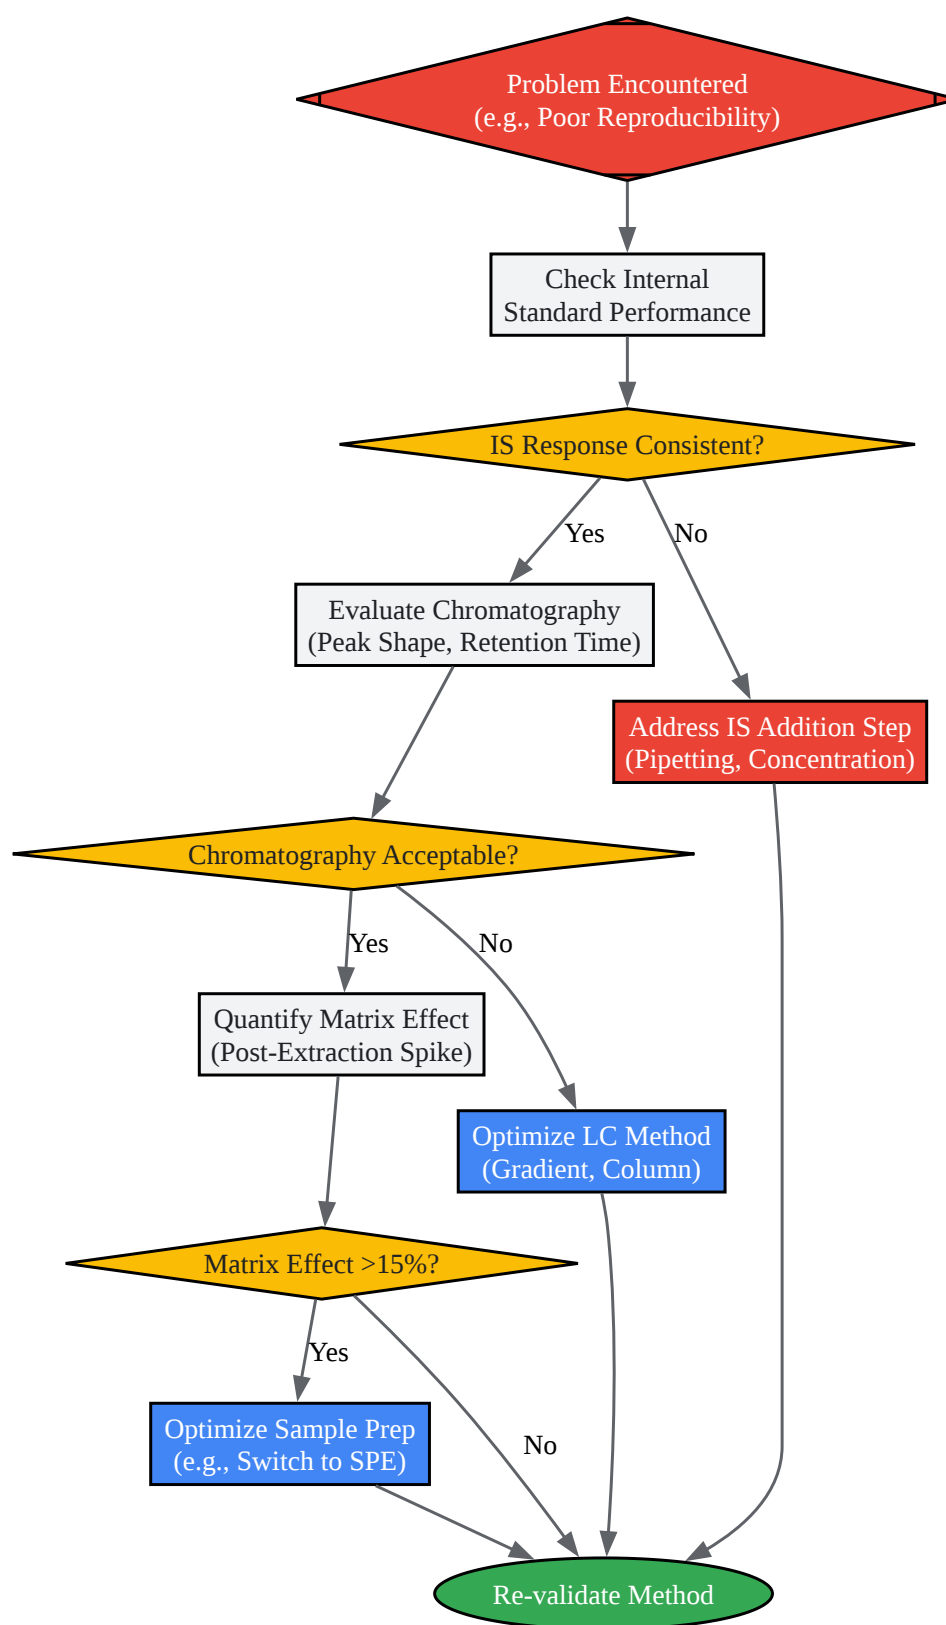 Problem Encountered
(e.g., Poor Reproducibility)
Check Internal
Standard Performance
IS Response Consistent?
Yes
No
Evaluate Chromatography
(Peak Shape, Retention Time)
Address IS Addition Step
(Pipetting, Concentration)
Chromatography Acceptable?
Yes
No
Quantify Matrix Effect
(Post-Extraction Spike)
Optimize LC Method
(Gradient, Column)
Matrix Effect >15%?
Yes
No
Optimize Sample Prep
(e.g., Switch to SPE)
Re-validate Method